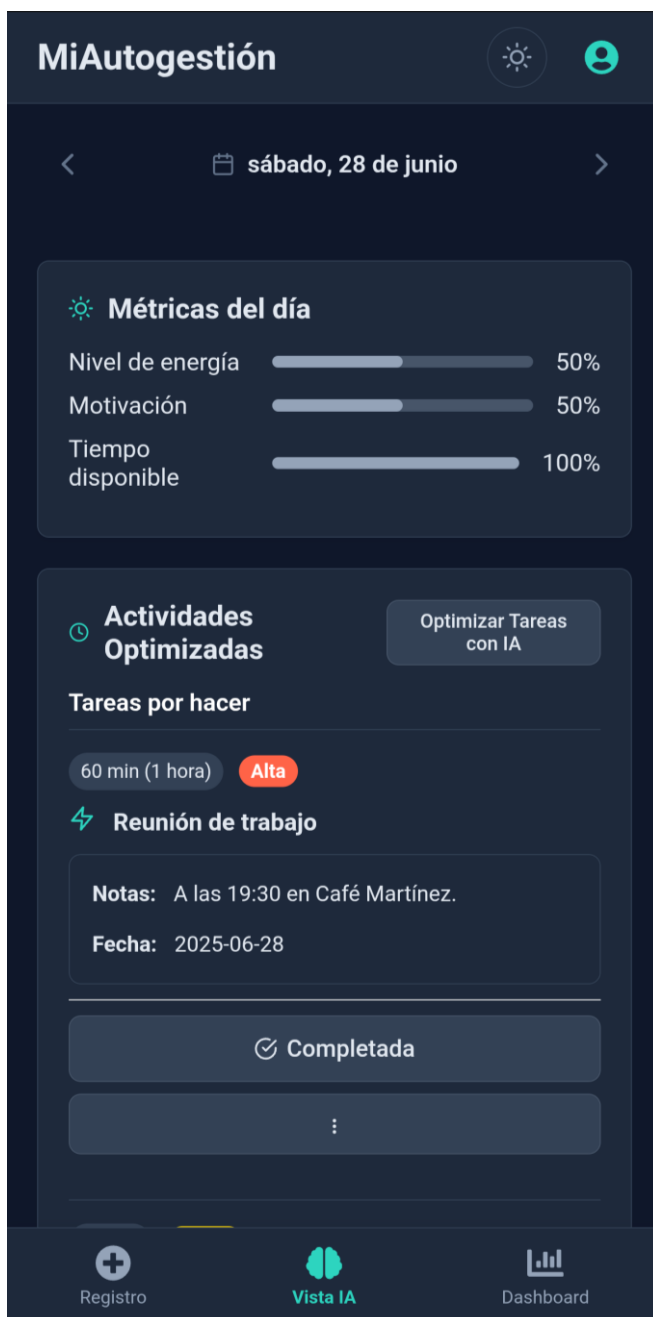 MiAutogestión
sábado, 28 de junio
Métricas del día
Nivel de energía 50%
Motivación 50%
Tiempo
disponible 100%
Actividades
Optimizadas
Optimizar Tareas
con IA
Tareas por hacer
60 min (1 hora) Alta
Reunión de trabajo
Notas: A las 19:30 en Café Martínez.
Fecha: 2025-06-28
Completada
Registro
Vista IA
Dashboard